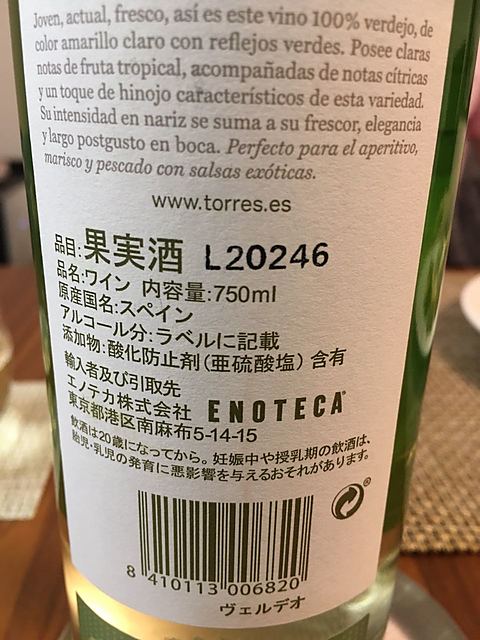 Joven, actual, fresco, así es este vino 100% verdejo, de
color amarillo claro con reflejos verdes. Posee claras
notas de fruta tropical, acompañadas de notas cítricas
y un toque de hinojo característicos de esta variedad.
Su intensidad en nariz se suma a su frescor, elegancia
y largo postgusto en boca. Perfecto para el aperitivo,
marisco y pescado con salsas exóticas.
www.torres.es
品目:果実酒 L20246
品名:ワイン 内容量:750ml
原産国名:スペイン
アルコール分:ラベルに記載
添加物:酸化防止剤(亜硫酸塩)含有
輸入者及び引取先
エノテカ株式会社 ENOTECA
東京都港区南麻布5-14-15
飲酒は20歳になってから。妊娠中や授乳期の飲酒は、
胎児・乳児の発育に悪影響を与えるおそれがあります。
8 410113 006820
ヴェルデオ